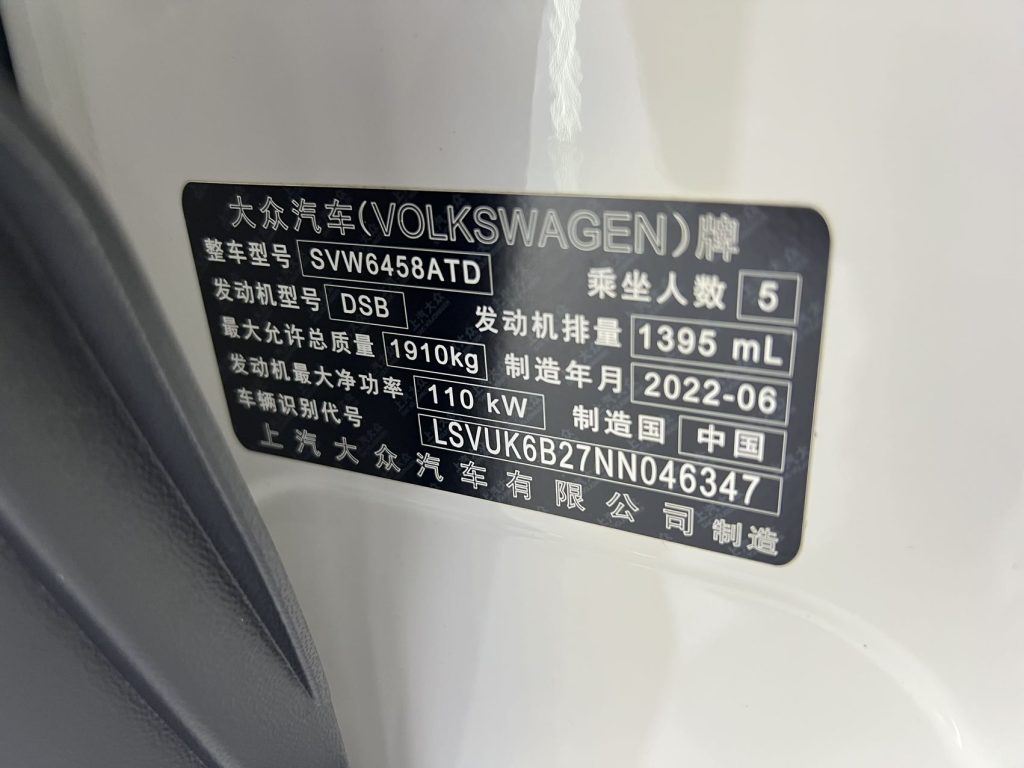 大众汽车(VOLKSWAGEN)牌
整车型号 SVW6458ATD 乘坐人数 5
发动机型号 DSB 发动机排量 1395 mL
最大允许总质量 1910kg 制造年月 2022-06
发动机最大净功率 110 kW 制造国 中国
车辆识别代号 LSVUK6B27NN046347
上汽大众汽车有限公司 制造